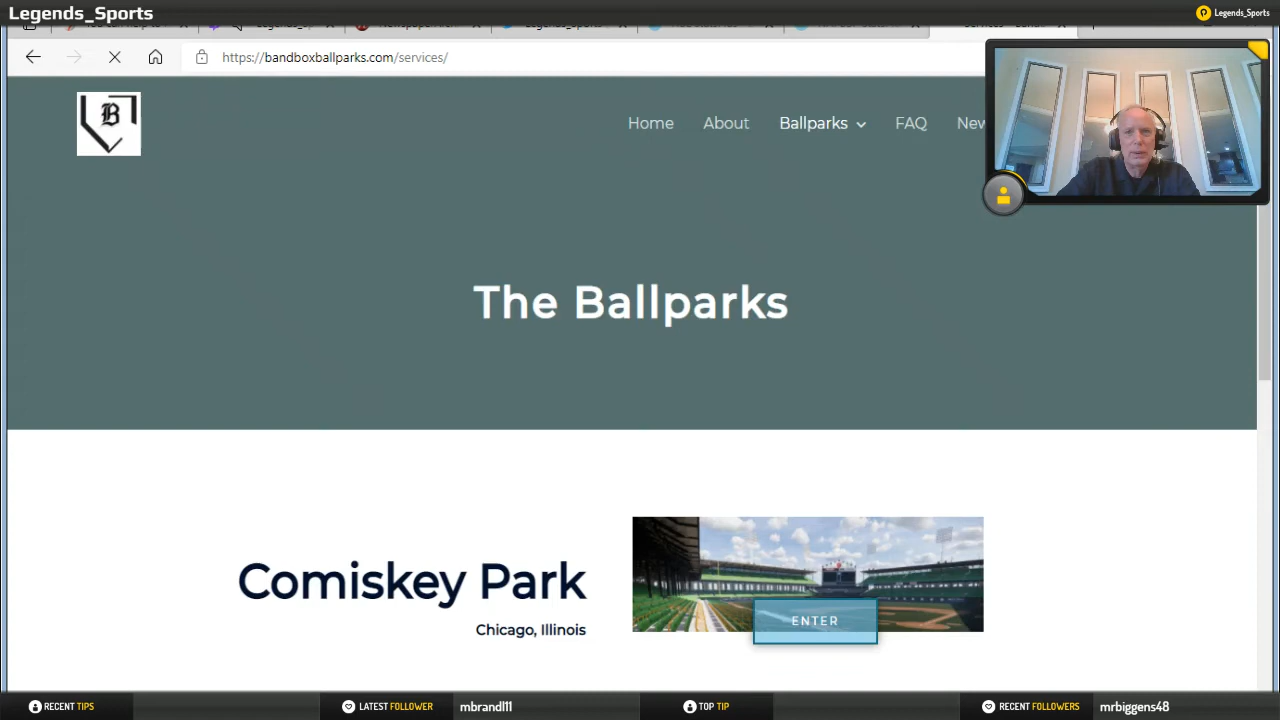 Legends_Sports
Legends_Sports
https://bandboxballparks.com/services/
B
Home About Ballparks FAQ
The Ballparks
Comiskey Park
Chicago, Illinois
ENTER
RECENT TIPS
LATEST FOLLOWER mbrandl11
TOP TIP
RECENT FOLLOWERS mrbiggens48